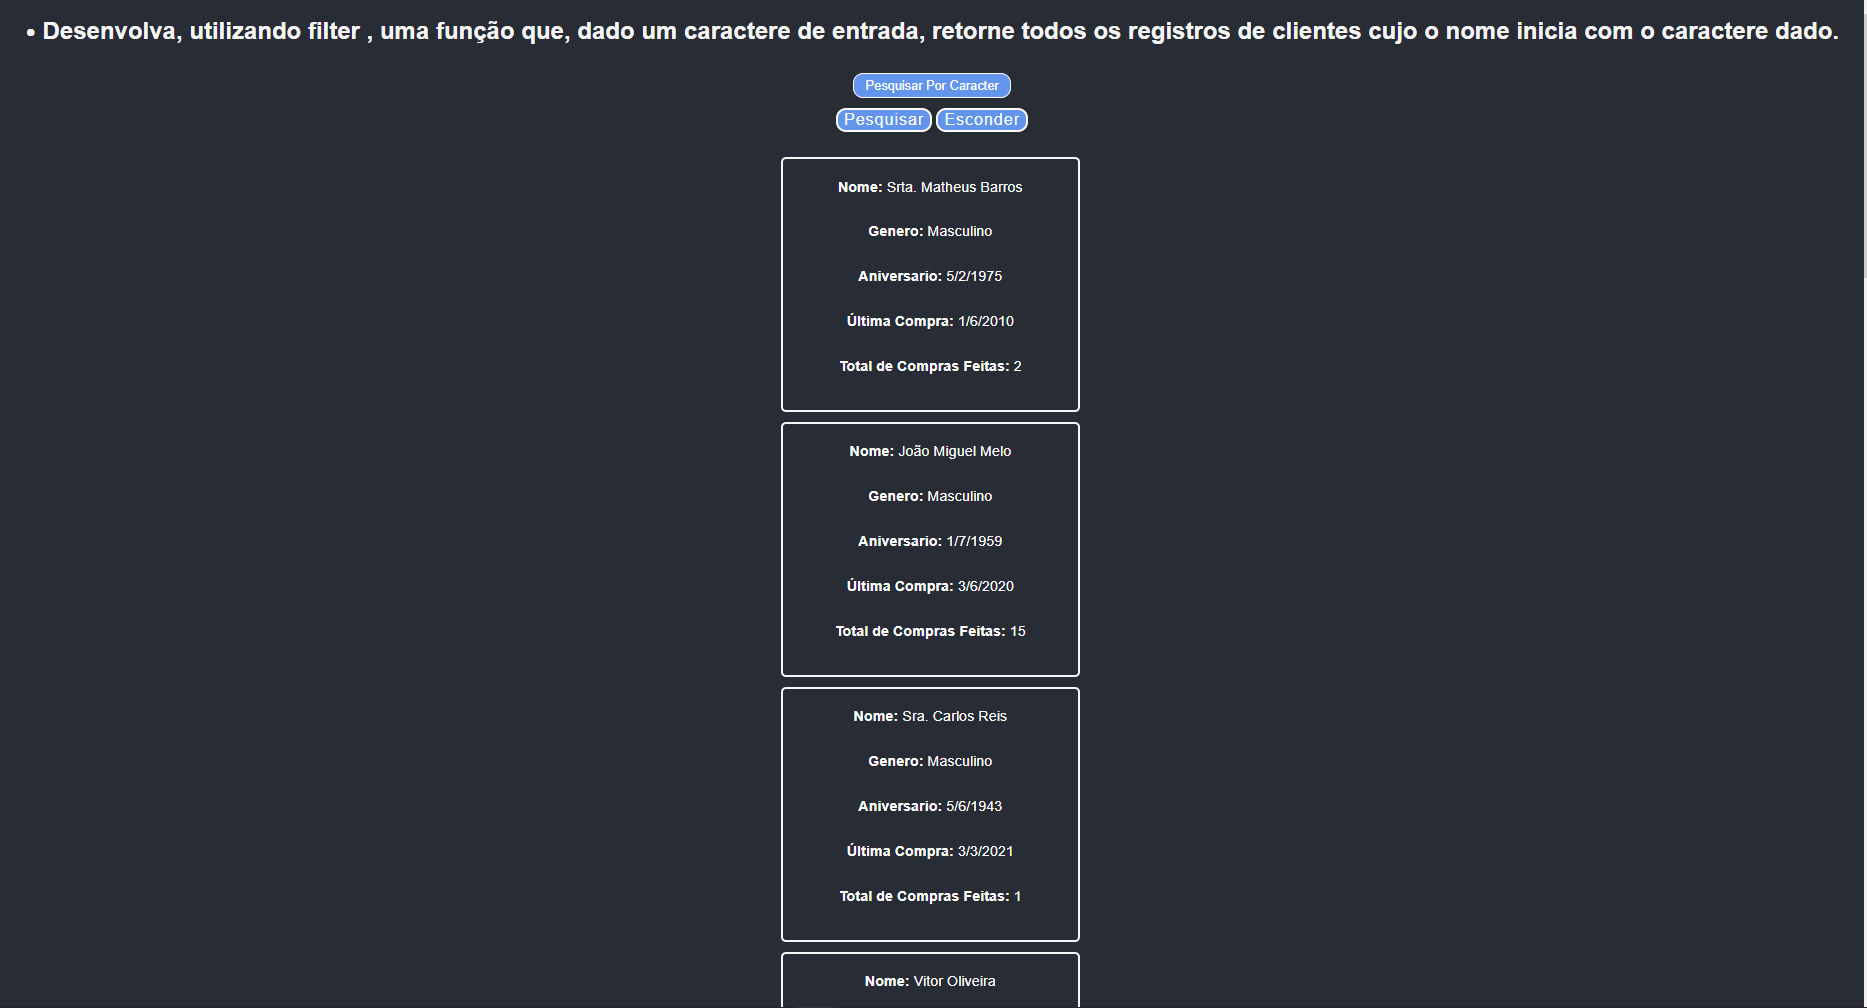 • Desenvolva, utilizando filter , uma função que, dado um caractere de entrada, retorne todos os registros de clientes cujo o nome inicia com o caractere dado.
Pesquisar Por Caracter
Pesquisar Esconder
Nome: Srta. Matheus Barros
Genero: Masculino
Aniversario: 5/2/1975
Última Compra: 1/6/2010
Total de Compras Feitas: 2
Nome: João Miguel Melo
Genero: Masculino
Aniversario: 1/7/1959
Última Compra: 3/6/2020
Total de Compras Feitas: 15
Nome: Sra. Carlos Reis
Genero: Masculino
Aniversario: 5/6/1943
Última Compra: 3/3/2021
Total de Compras Feitas: 1
Nome: Vitor Oliveira